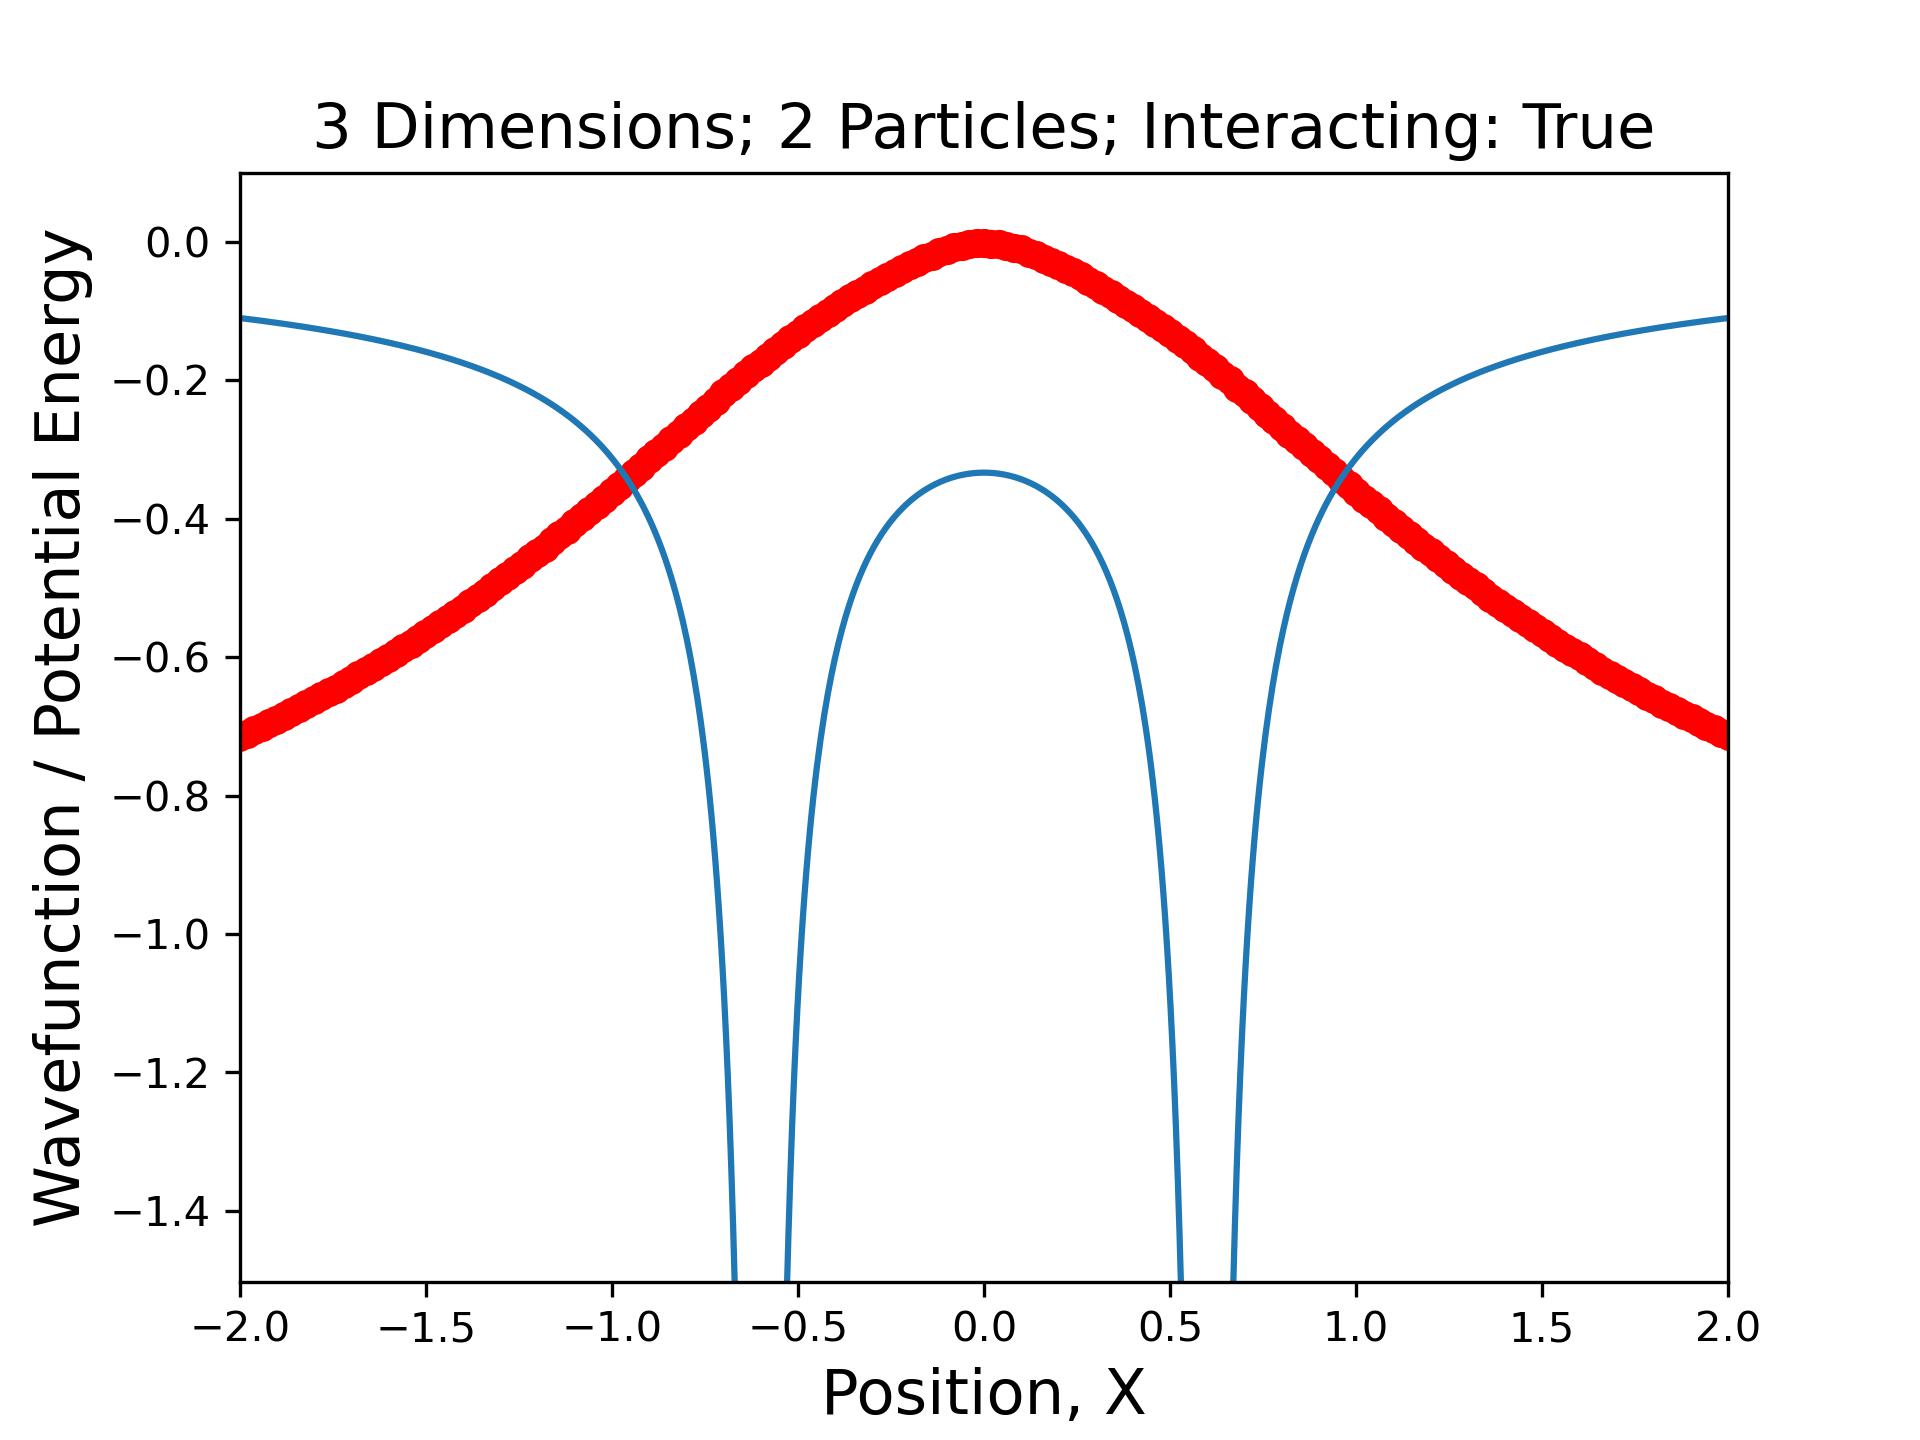 3 Dimensions; 2 Particles; Interacting: True
Wavefunction / Potential Energy
0.0
−0.2
−0.4
−0.6
−0.8
−1.0
−1.2
−1.4
−2.0 −1.5 −1.0 −0.5 0.0 0.5 1.0 1.5 2.0
Position, X